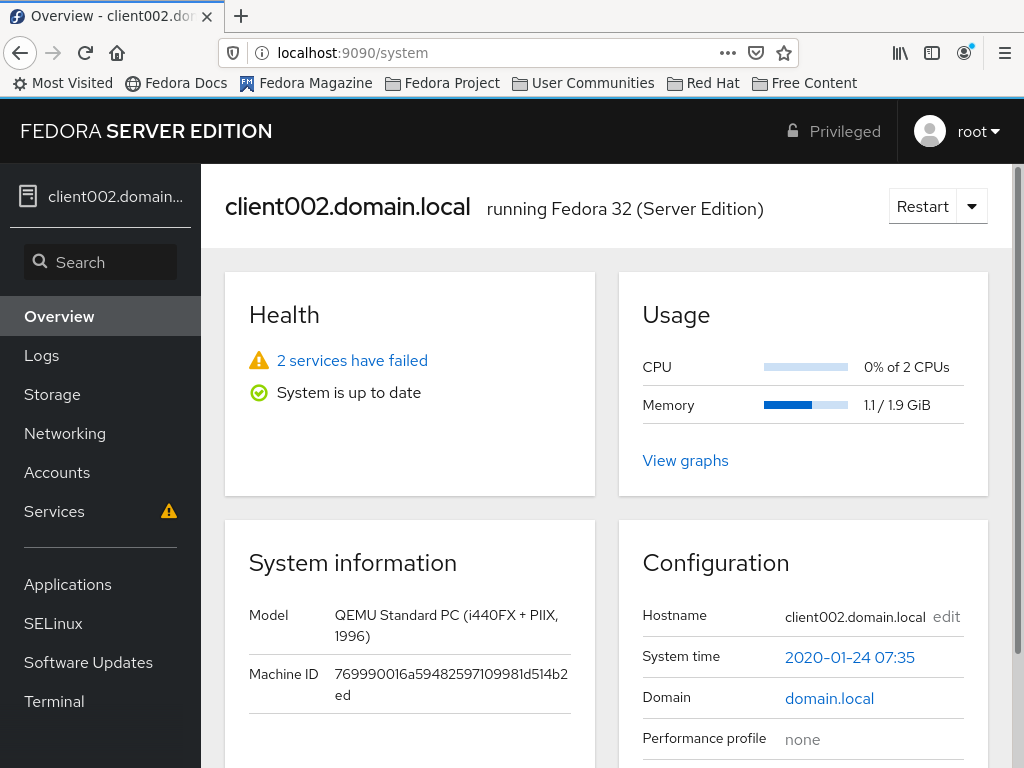 Overview - client002.do
localhost:9090/system
Most Visited Fedora Docs Fedora Magazine Fedora Project User Communities Red Hat Free Content
FEDORA SERVER EDITION
Privileged
root
client002.domain...
Search
Overview
Logs
Storage
Networking
Accounts
Services
Applications
SELinux
Software Updates
Terminal
client002.domain.local running Fedora 32 (Server Edition)
Restart
Health
2 services have failed
System is up to date
Usage
CPU 0% of 2 CPUs
Memory 1.1 / 1.9 GiB
View graphs
System information
Model QEMU Standard PC (i440FX + PIIX,
1996)
Machine ID 769990016a59482597109981d514b2
ed
Configuration
Hostname client002.domain.local edit
System time 2020-01-24 07:35
Domain domain.local
Performance profile none